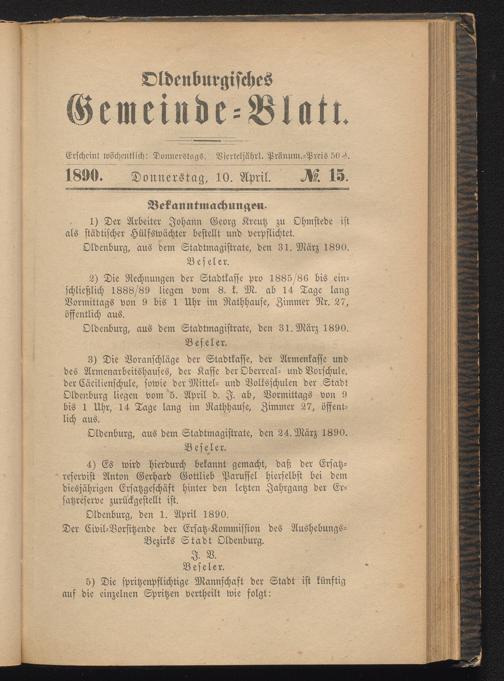 Oldenburgisches
Gemeinde-Blatt.
Erscheint wöchentlich: Donnerstags. Vierteljährl. Pränum.-Preis 50 ₰.
1890. Donnerstag, 10. April. № 15.
Bekanntmachungen.
1) Der Arbeiter Johann Georg Kreutz zu Ohmstede ist
als städtischer Hülfswächter bestellt und verpflichtet.
Oldenburg, aus dem Stadtmagistrate, den 31. März 1890.
Beseler.
2) Die Rechnungen der Stadtkasse pro 1885/86 bis ein-
schließlich 1888/89 liegen vom 8. k. M. ab 14 Tage lang
Vormittags von 9 bis 1 Uhr im Rathhause, Zimmer Nr. 27,
öffentlich aus.
Oldenburg, aus dem Stadtmagistrate, den 31. März 1890.
Beseler.
3) Die Voranschläge der Stadtkasse, der Armenkasse und
des Armenarbeitshauses, der Kasse der Oberreal- und Vorschule,
der Cäcilienschule, sowie der Mittel- und Volksschulen der Stadt
Oldenburg liegen vom 5. April d. J. ab, Vormittags von 9
bis 1 Uhr, 14 Tage lang im Rathhause, Zimmer 27, öffent-
lich aus.
Oldenburg, aus dem Stadtmagistrate, den 24. März 1890.
Beseler.
4) Es wird hierdurch bekannt gemacht, daß der Ersatz-
reservist Anton Gerhard Gottlieb Parussel hierselbst bei dem
diesjährigen Ersatzgeschäft hinter den letzten Jahrgang der Er-
satzreserve zurückgestellt ist.
Oldenburg, den 1. April 1890.
Der Civil-Vorsitzende der Ersatz-Kommission des Aushebungs-
Bezirks Stadt Oldenburg.
J. V.
Beseler.
5) Die spritzenpflichtige Mannschaft der Stadt ist künftig
auf die einzelnen Spritzen vertheilt wie folgt: